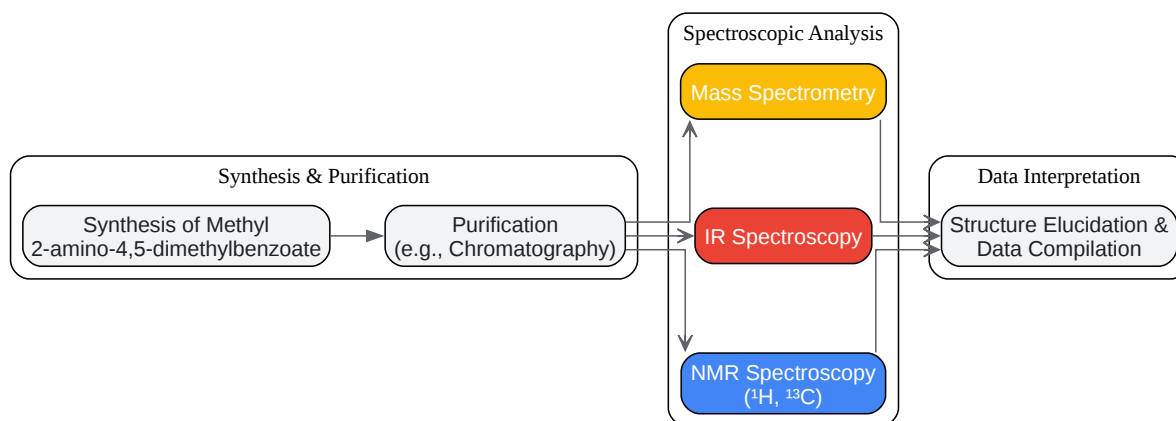 Synthesis & Purification
Synthesis of Methyl
2-amino-4,5-dimethylbenzoate
Purification
(e.g., Chromatography)
Spectroscopic Analysis
Mass Spectrometry
IR Spectroscopy
NMR Spectroscopy
(¹H, ¹³C)
Data Interpretation
Structure Elucidation &
Data Compilation